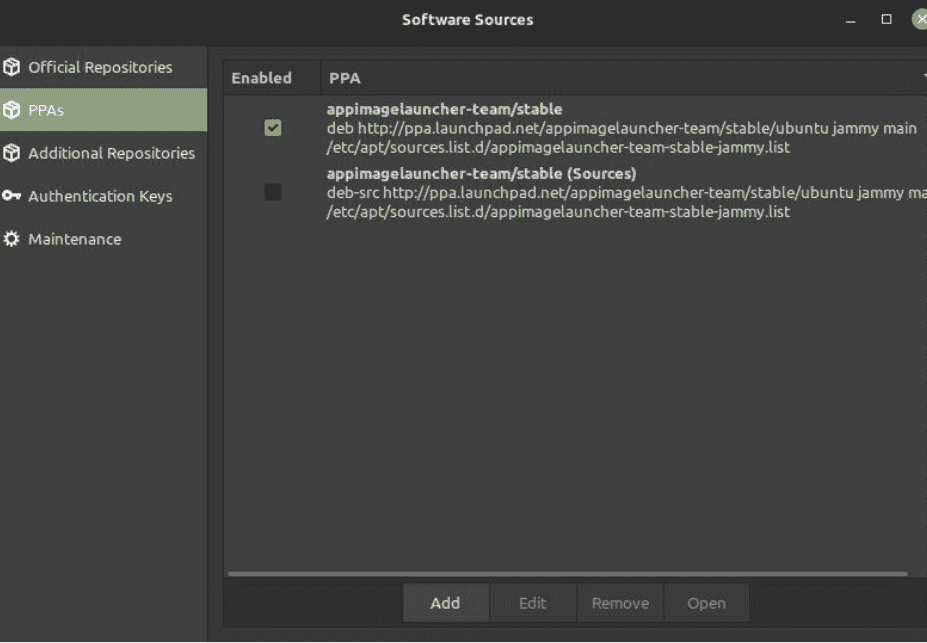 Software Sources
Official Repositories
PPAs
Additional Repositories
Authentication Keys
Maintenance
Enabled PPA
appimagelauncher-team/stable
deb http://ppa.launchpad.net/appimagelauncher-team/stable/ubuntu jammy main
/etc/apt/sources.list.d/appimagelauncher-team-stable-jammy.list
appimagelauncher-team/stable (Sources)
deb-src http://ppa.launchpad.net/appimagelauncher-team/stable/ubuntu jammy ma
/etc/apt/sources.list.d/appimagelauncher-team-stable-jammy.list
Add Edit Remove Open